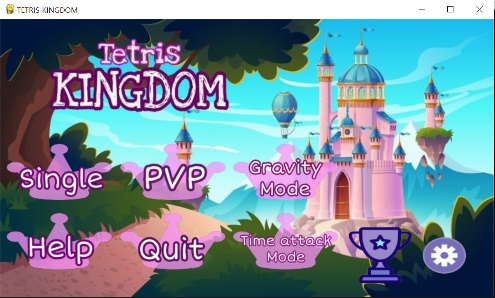 TETRIS KINGDOM
Tetris
KINGDOM
Single
PVP
Gravity
Mode
Help
Quit
Time attack
Mode